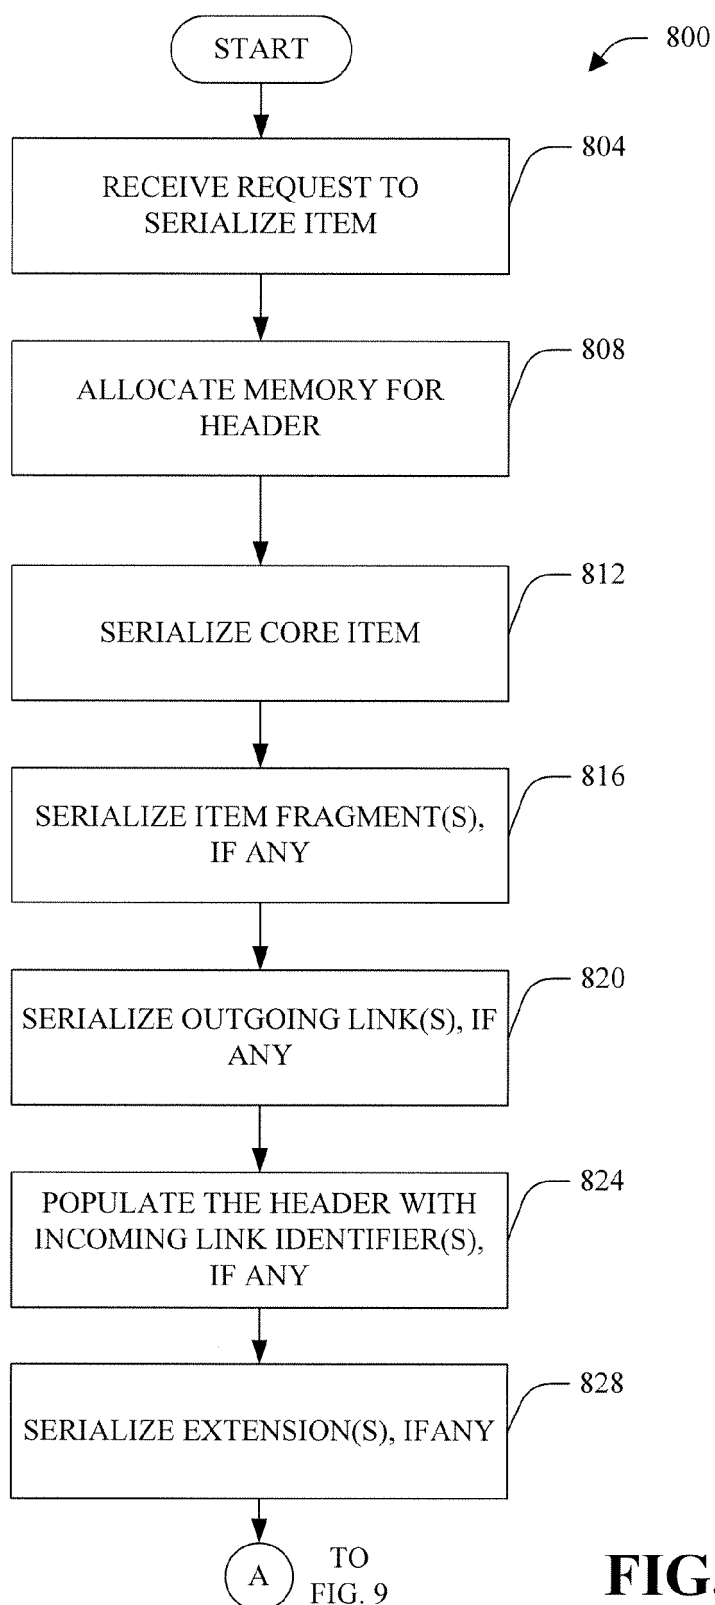 START
800
804
RECEIVE REQUEST TO
SERIALIZE ITEM
808
ALLOCATE MEMORY FOR
HEADER
812
SERIALIZE CORE ITEM
816
SERIALIZE ITEM FRAGMENT(S),
IF ANY
820
SERIALIZE OUTGOING LINK(S), IF
ANY
824
POPULATE THE HEADER WITH
INCOMING LINK IDENTIFIER(S),
IF ANY
828
SERIALIZE EXTENSION(S), IFANY
A
TO
FIG. 9
FIG.